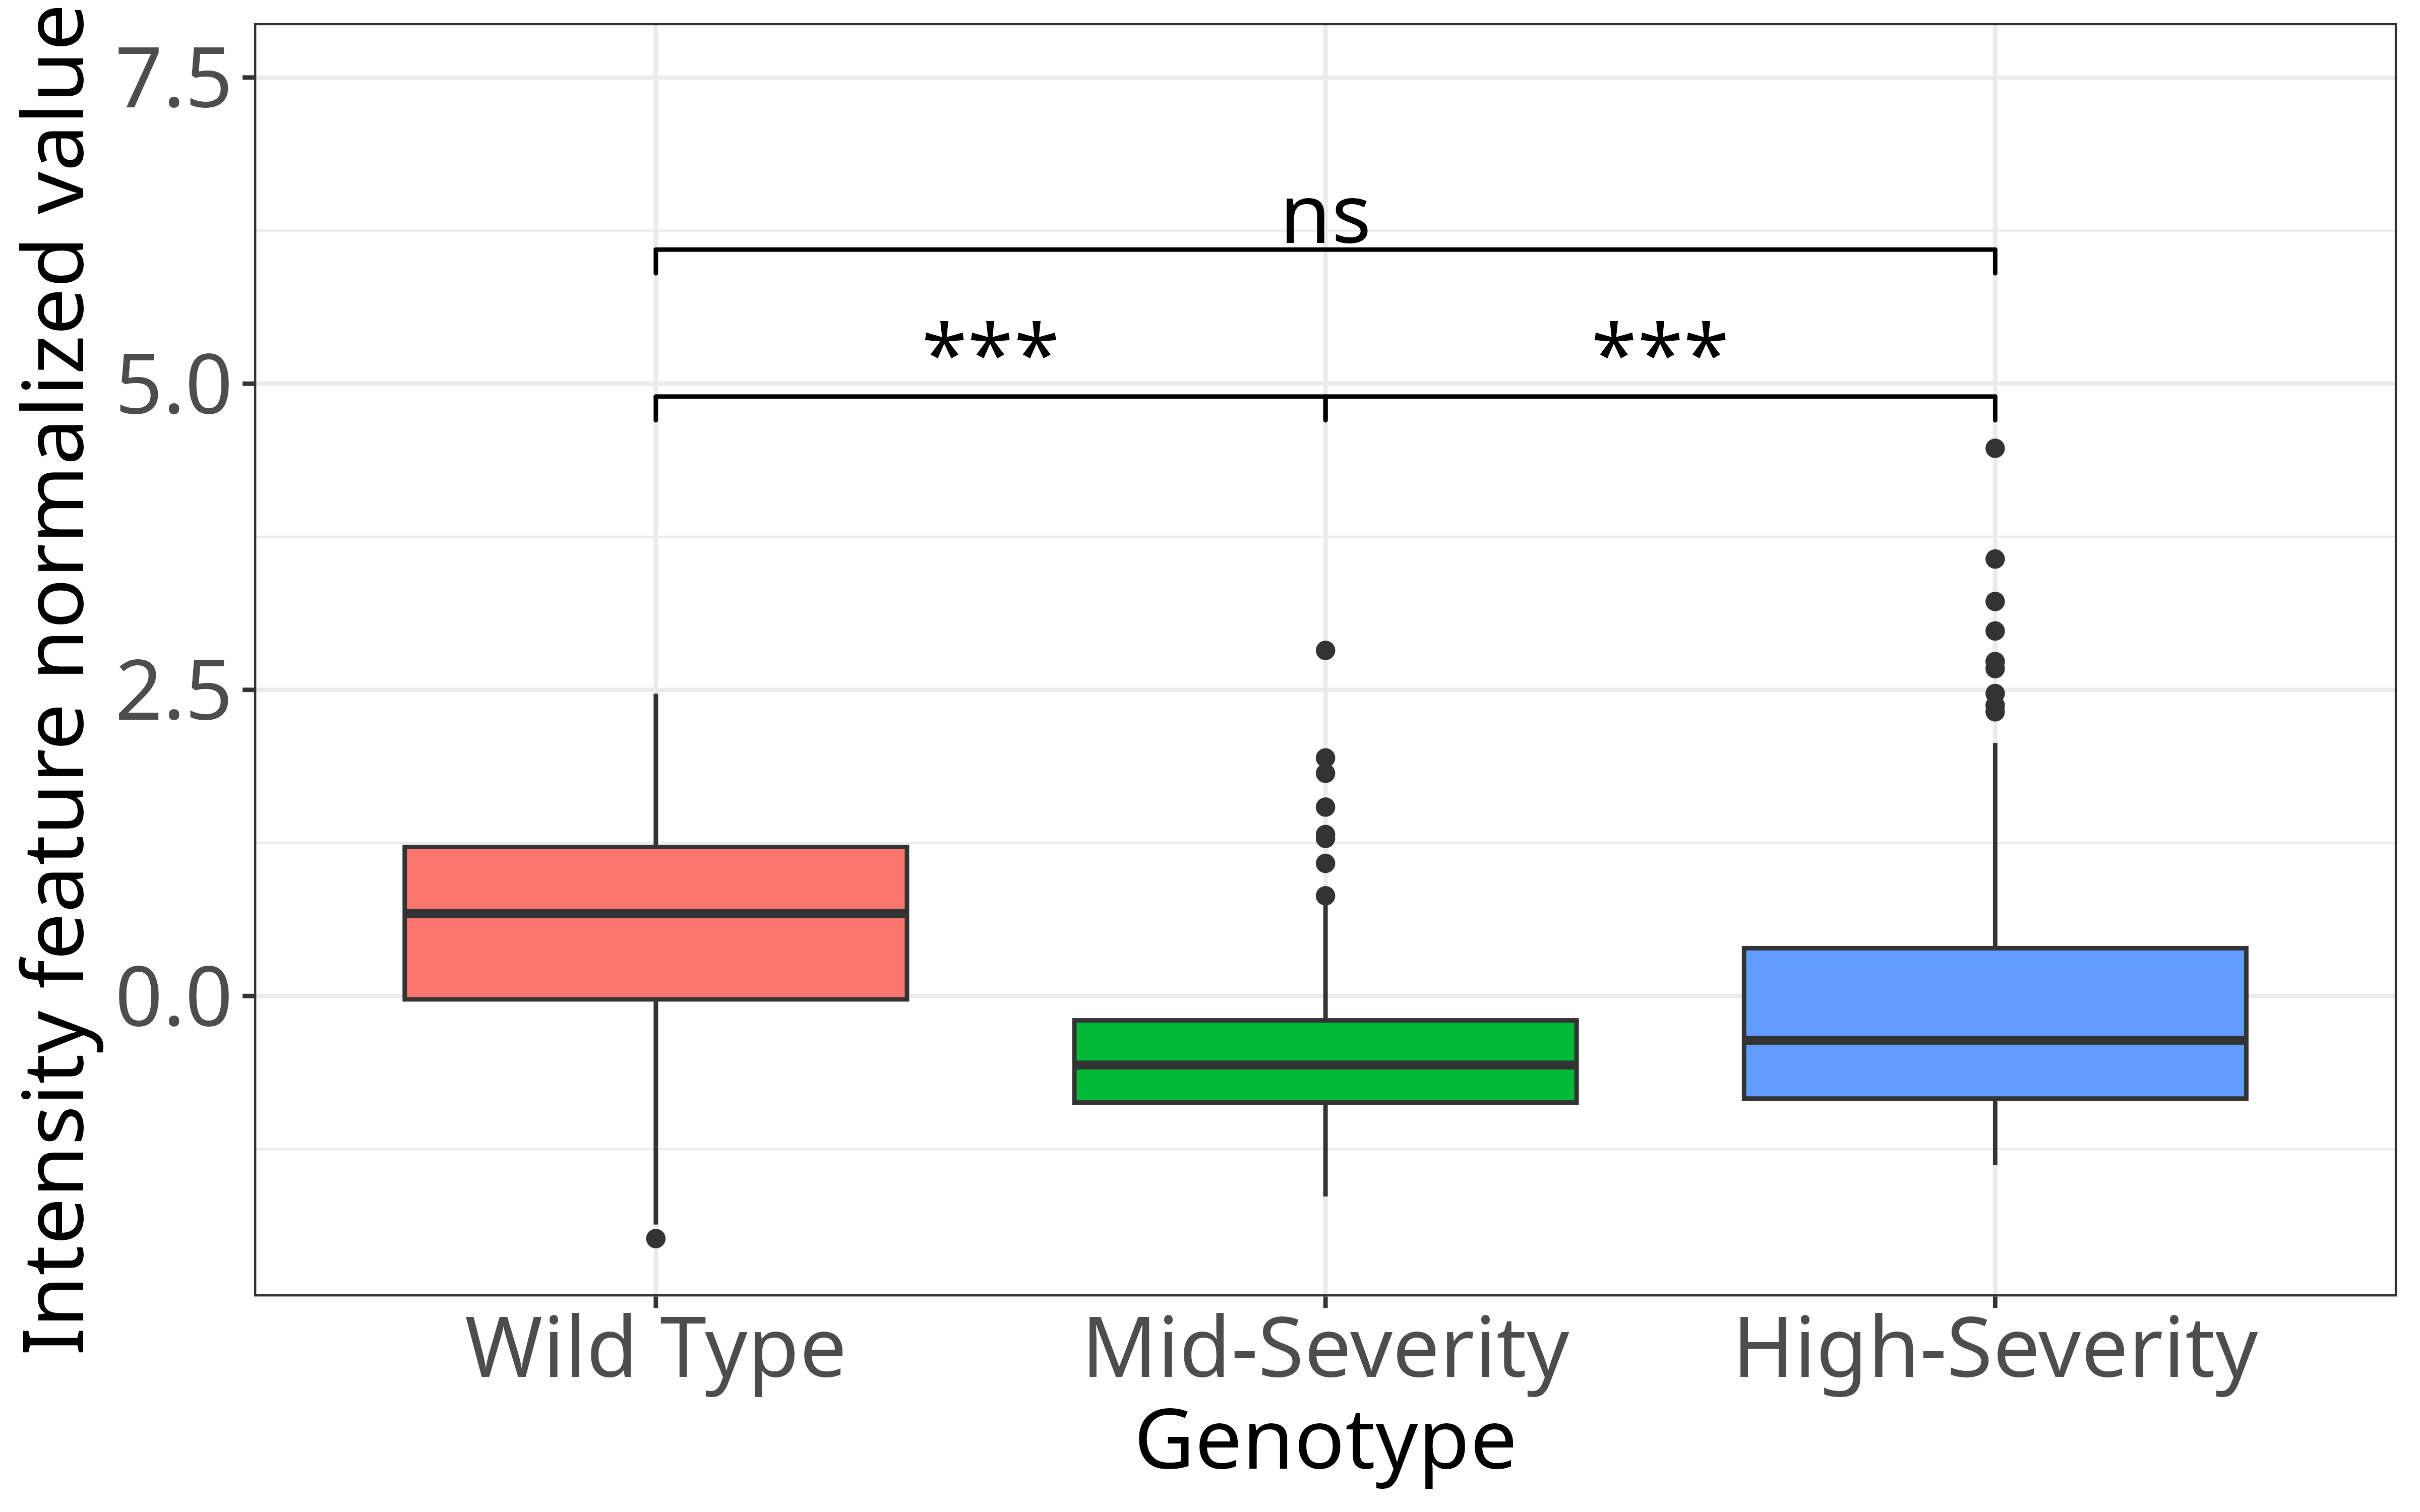 Intensity feature normalized value
7.5
5.0
2.5
0.0
ns
*** ***
Wild Type Mid-Severity High-Severity
Genotype